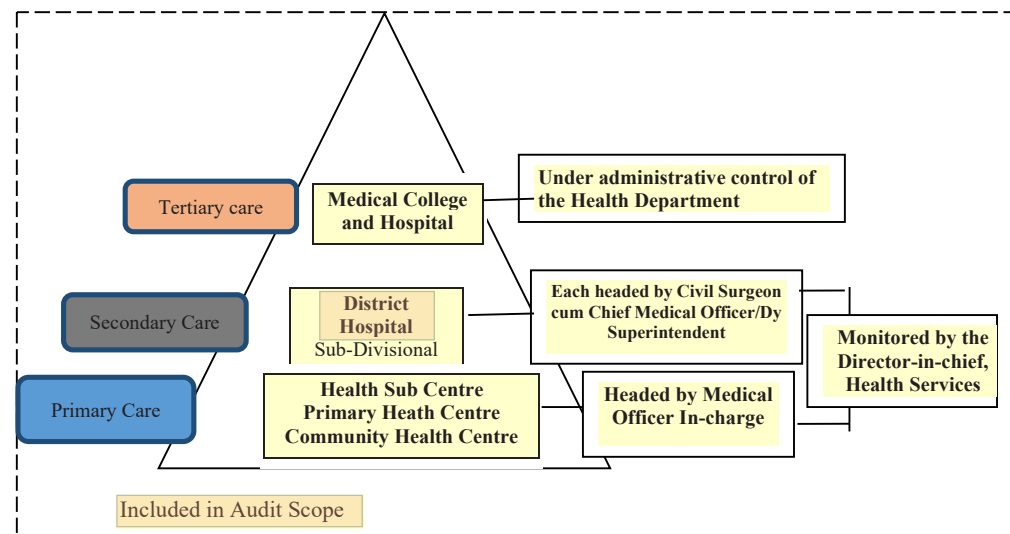 Tertiary care
Medical College
and Hospital
Under administrative control of
the Health Department
Secondary Care
District
Hospital
Sub-Divisional
Each headed by Civil Surgeon
cum Chief Medical Officer/Dy
Superintendent
Monitored by the
Director-in-chief,
Health Services
Primary Care
Health Sub Centre
Primary Heath Centre
Community Health Centre
Headed by Medical
Officer In-charge
Included in Audit Scope